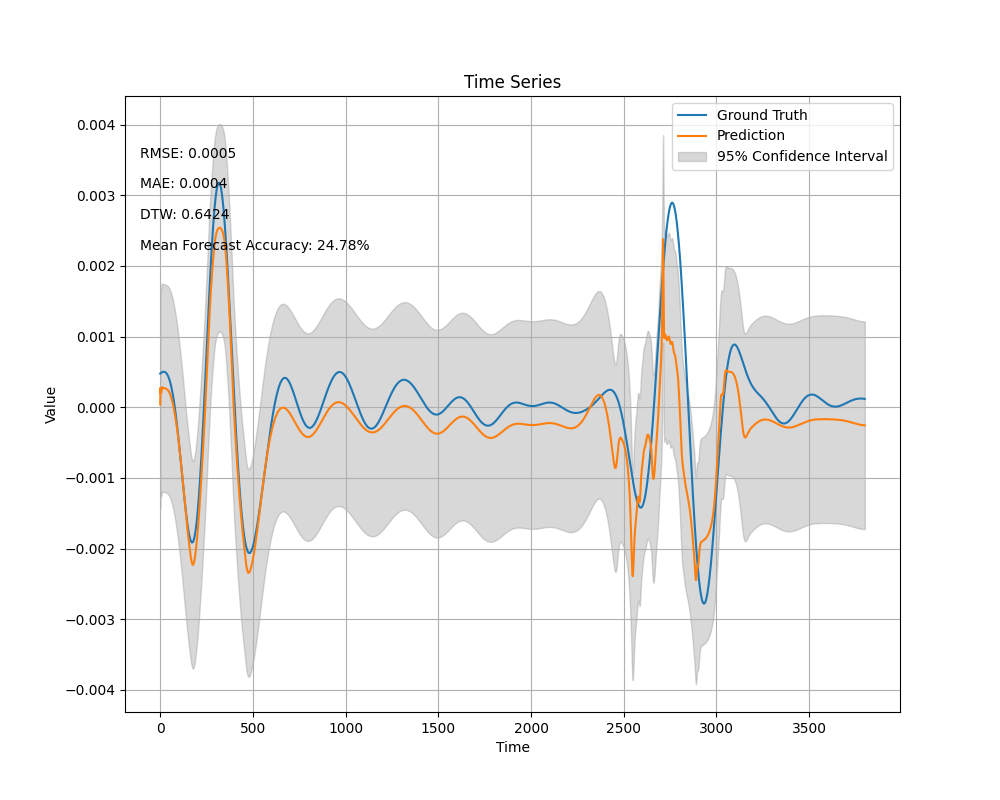 Time Series
Ground Truth
Prediction
95% Confidence Interval
RMSE: 0.0005
MAE: 0.0004
DTW: 0.6424
Mean Forecast Accuracy: 24.78%
Value
0.004
0.003
0.002
0.001
0.000
−0.001
−0.002
−0.003
−0.004
0
500
1000
1500
2000
2500
3000
3500
Time